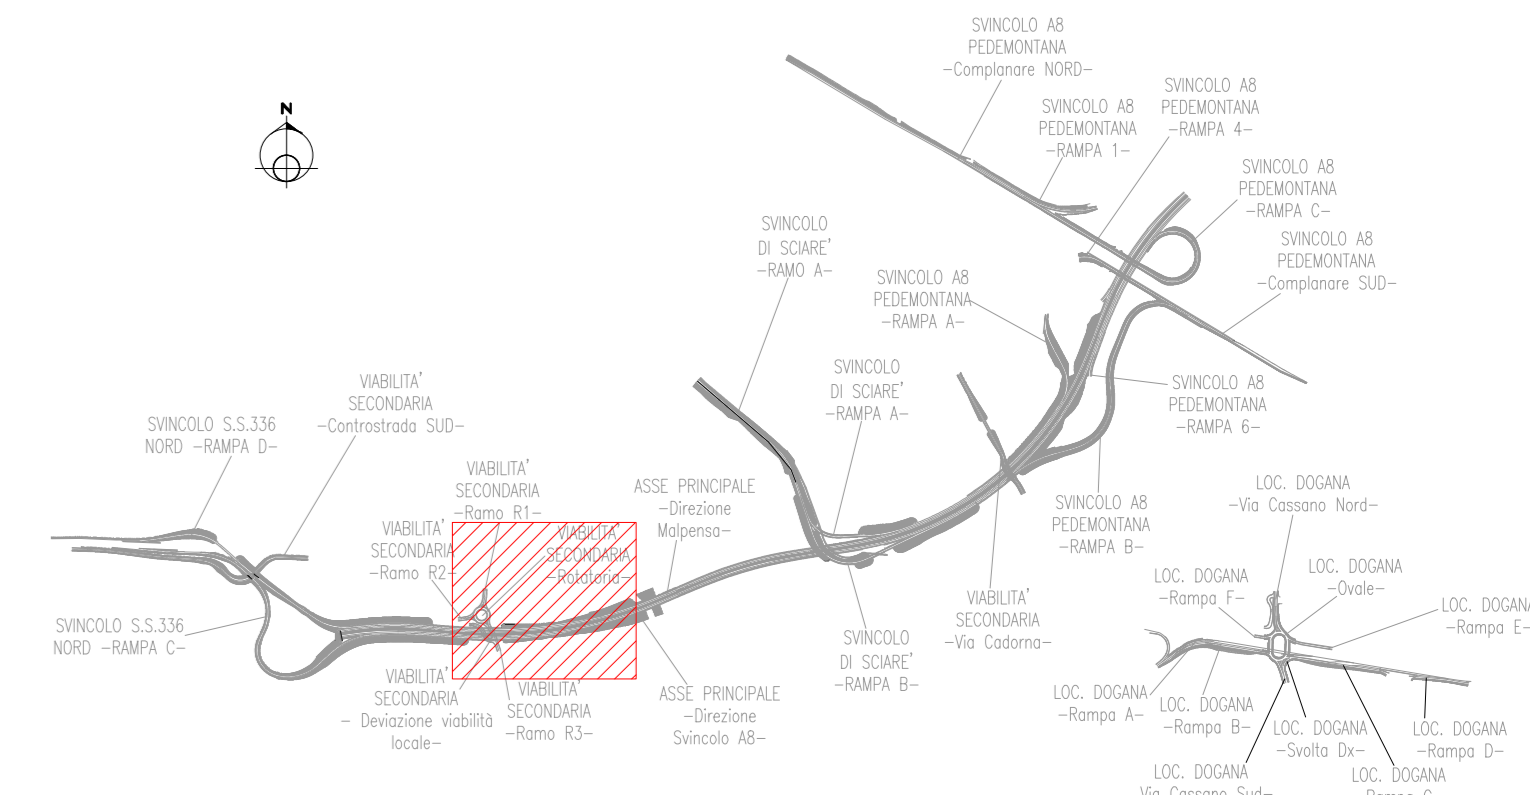 SVINCOLO A8
PEDEMONTANA
-Complanare NORD-
SVINCOLO A8
PEDEMONTANA
-RAMPA 4-
N
SVINCOLO A8
PEDEMONTANA
-RAMPA 1-
SVINCOLO A8
PEDEMONTANA
-RAMPA C-
SVINCOLO
DI SCIARE'
-RAMO A-
SVINCOLO A8
PEDEMONTANA
-Complanare SUD-
SVINCOLO A8
PEDEMONTANA
-RAMPA A-
SVINCOLO
DI SCIARE'
-RAMPA A-
VIABILITA'
SECONDARIA
-Controstrada SUD-
SVINCOLO A8
PEDEMONTANA
-RAMPA 6-
SVINCOLO S.S.336
NORD -RAMPA D-
VIABILITA'
SECONDARIA
-Ramo R1-
ASSE PRINCIPALE
-Direzione
Malpensa-
LOC. DOGANA
-Via Cassano Nord-
SVINCOLO A8
PEDEMONTANA
-RAMPA B-
VIABILITA'
SECONDARIA
-Ramo R2-
VIABILITA'
SECONDARIA
-Rotatoria-
LOC. DOGANA
-Rampa F-
LOC. DOGANA
-Ovale-
VIABILITA'
SECONDARIA
-Via Cadorna-
LOC. DOGANA
-Rampa E-
SVINCOLO S.S.336
NORD -RAMPA C-
SVINCOLO
DI SCIARE'
-RAMPA B-
VIABILITA'
SECONDARIA
- Deviazione viabilità
locale-
VIABILITA'
SECONDARIA
-Ramo R3-
ASSE PRINCIPALE
-Direzione
Svincolo A8-
LOC. DOGANA
-Rampa A-
LOC. DOGANA
-Rampa B-
LOC. DOGANA
-Svolta Dx-
LOC. DOGANA
-Rampa D-
LOC. DOGANA
Via Cassano Sud-
LOC. DOGANA